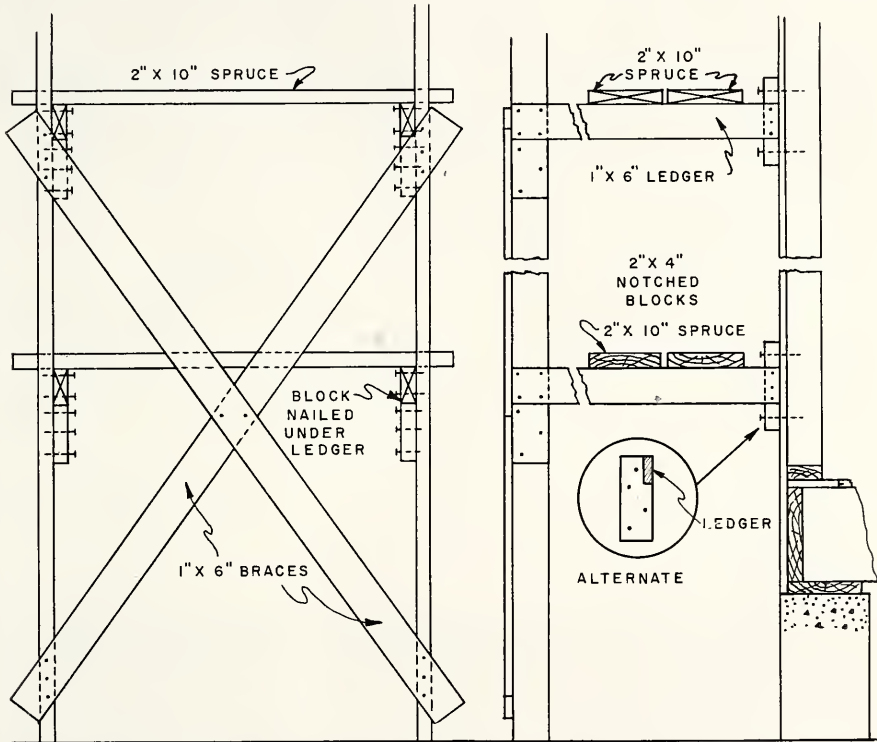 2" X 10" SPRUCE
BLOCK
NAILED
UNDER
LEDGER
1" X 6" BRACES
2" X 10"
SPRUCE
1" X 6" LEDGER
2" X 4"
NOTCHED
BLOCKS
2" X 10" SPRUCE
LEDGER
ALTERNATE